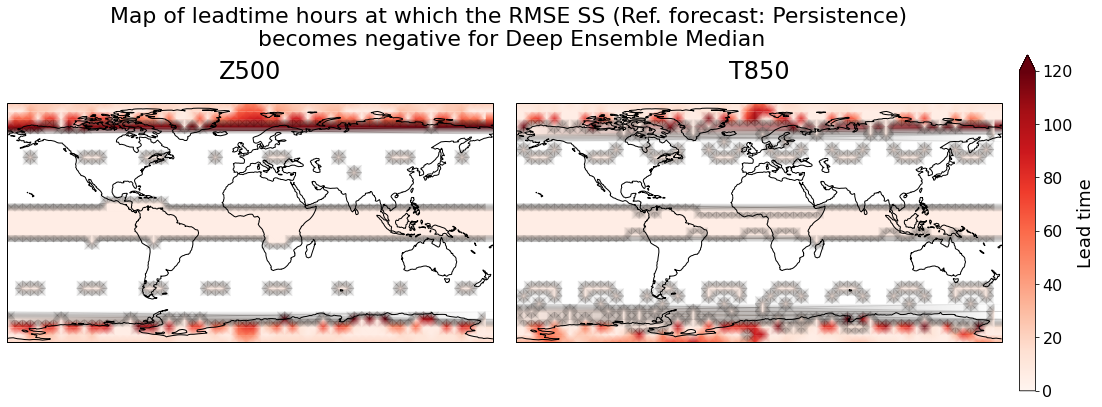 Map of leadtime hours at which the RMSE SS (Ref. forecast: Persistence)
becomes negative for Deep Ensemble Median
Z500
T850
120
100
80
60
40
20
0
Lead time